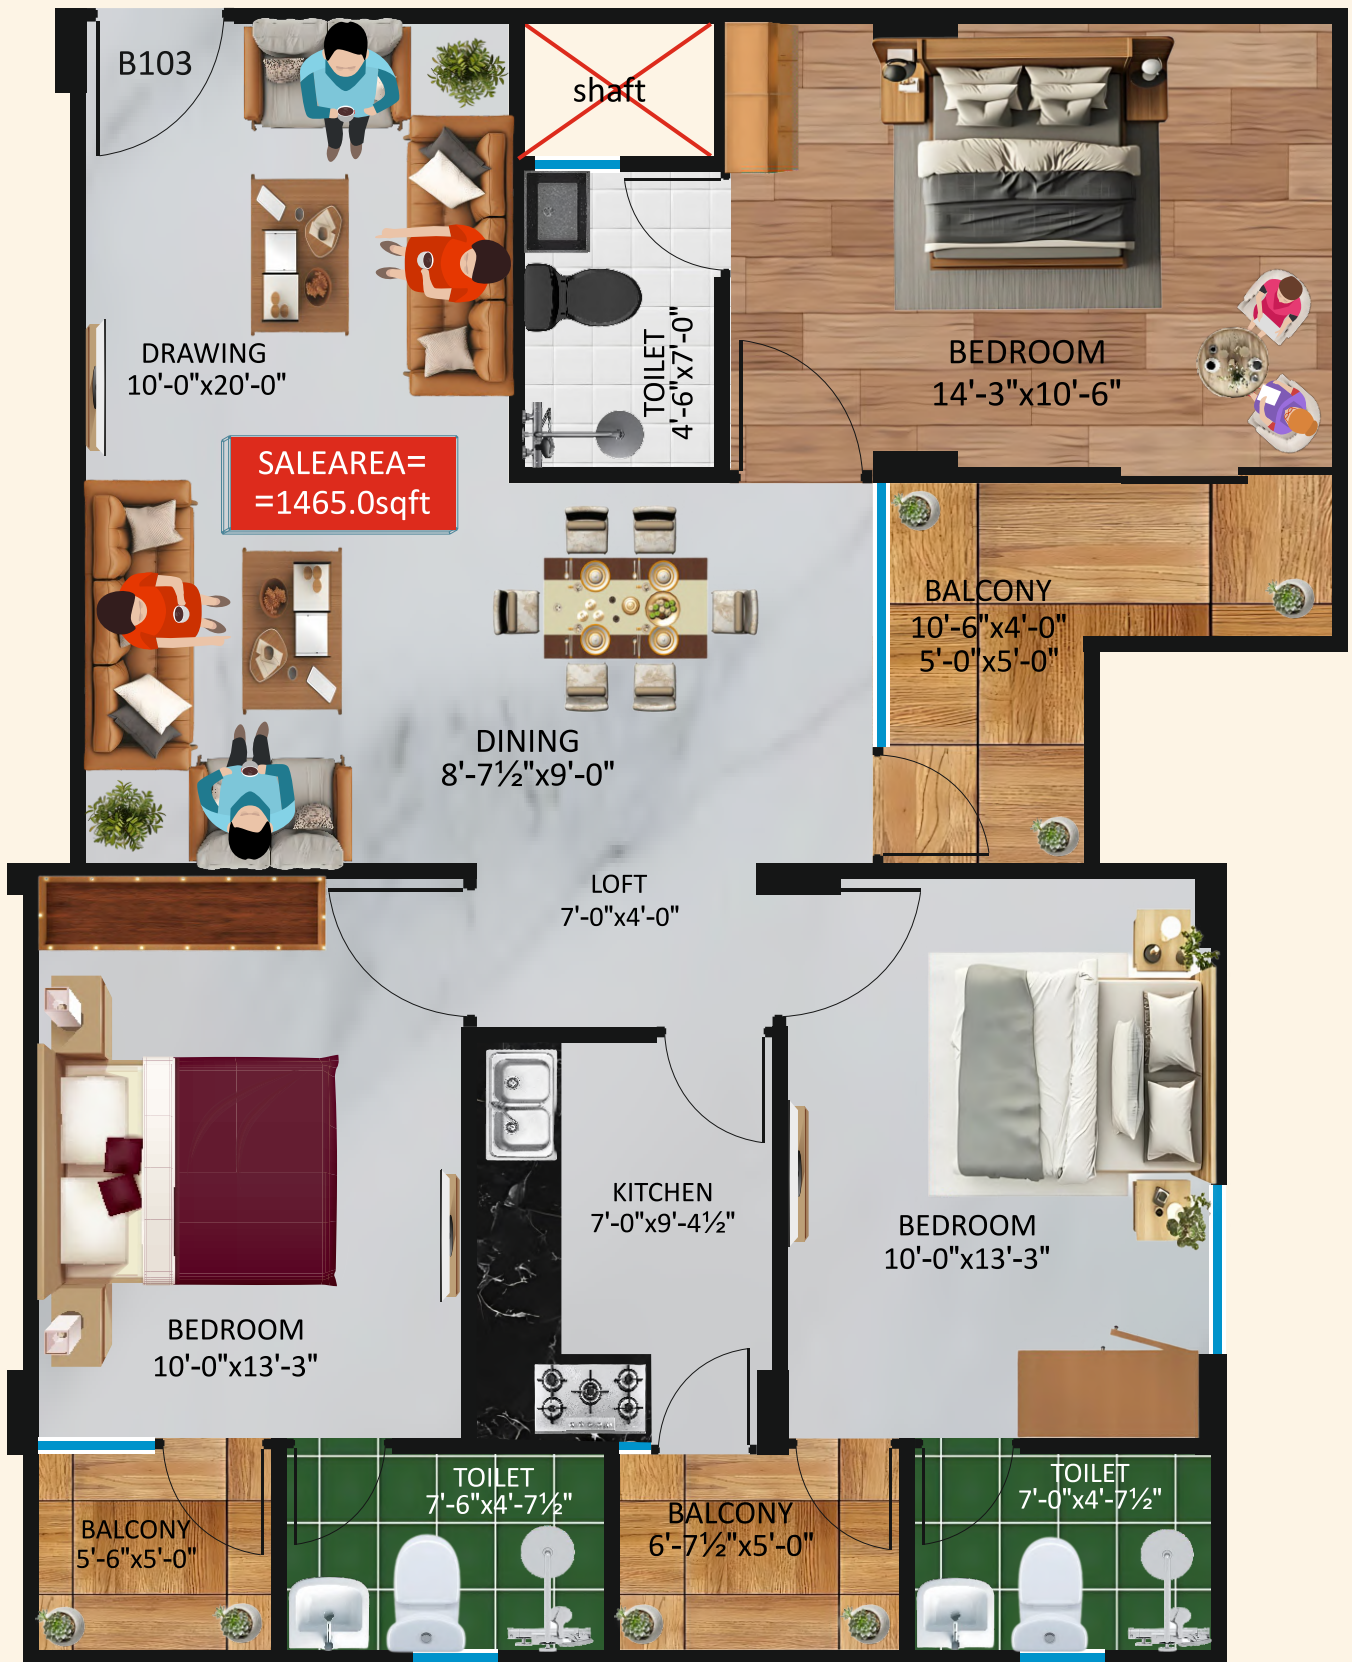 B103
shaft
DRAWING
10'-0"x20'-0"
TOILET
4'-6"x7'-0"
BEDROOM
14'-3"x10'-6"
SALEAREA=
=1465.0sqft
BALCONY
10'-6"x4'-0"
5'-0"x5'-0"
DINING
8'-7½"x9'-0"
LOFT
7'-0"x4'-0"
KITCHEN
7'-0"x9'-4½"
BEDROOM
10'-0"x13'-3"
BEDROOM
10'-0"x13'-3"
BALCONY
5'-6"x5'-0"
TOILET
7'-6"x4'-7½"
BALCONY
6'-7½"x5'-0"
TOILET
7'-0"x4'-7½"